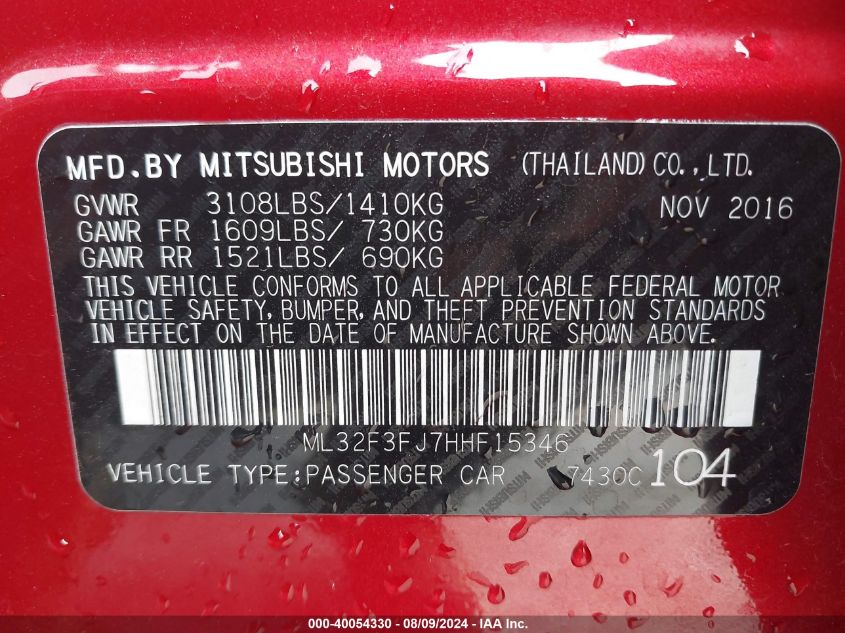 MFD.BY MITSUBISHI MOTORS (THAILAND) CO.,LTD.
GVWR 3108LBS/1410KG NOV 2016
GAWR FR 1609LBS/ 730KG
GAWR RR 1521LBS/ 690KG
THIS VEHICLE CONFORMS TO ALL APPLICABLE FEDERAL MOTOR
VEHICLE SAFETY, BUMPER, AND THEFT PREVENTION STANDARDS
IN EFFECT ON THE DATE OF MANUFACTURE SHOWN ABOVE.
ML32F3FJ7HHF15346
VEHICLE TYPE:PASSENGER CAR 7430C 104
000-40054330 - 08/09/2024 - IAA Inc.